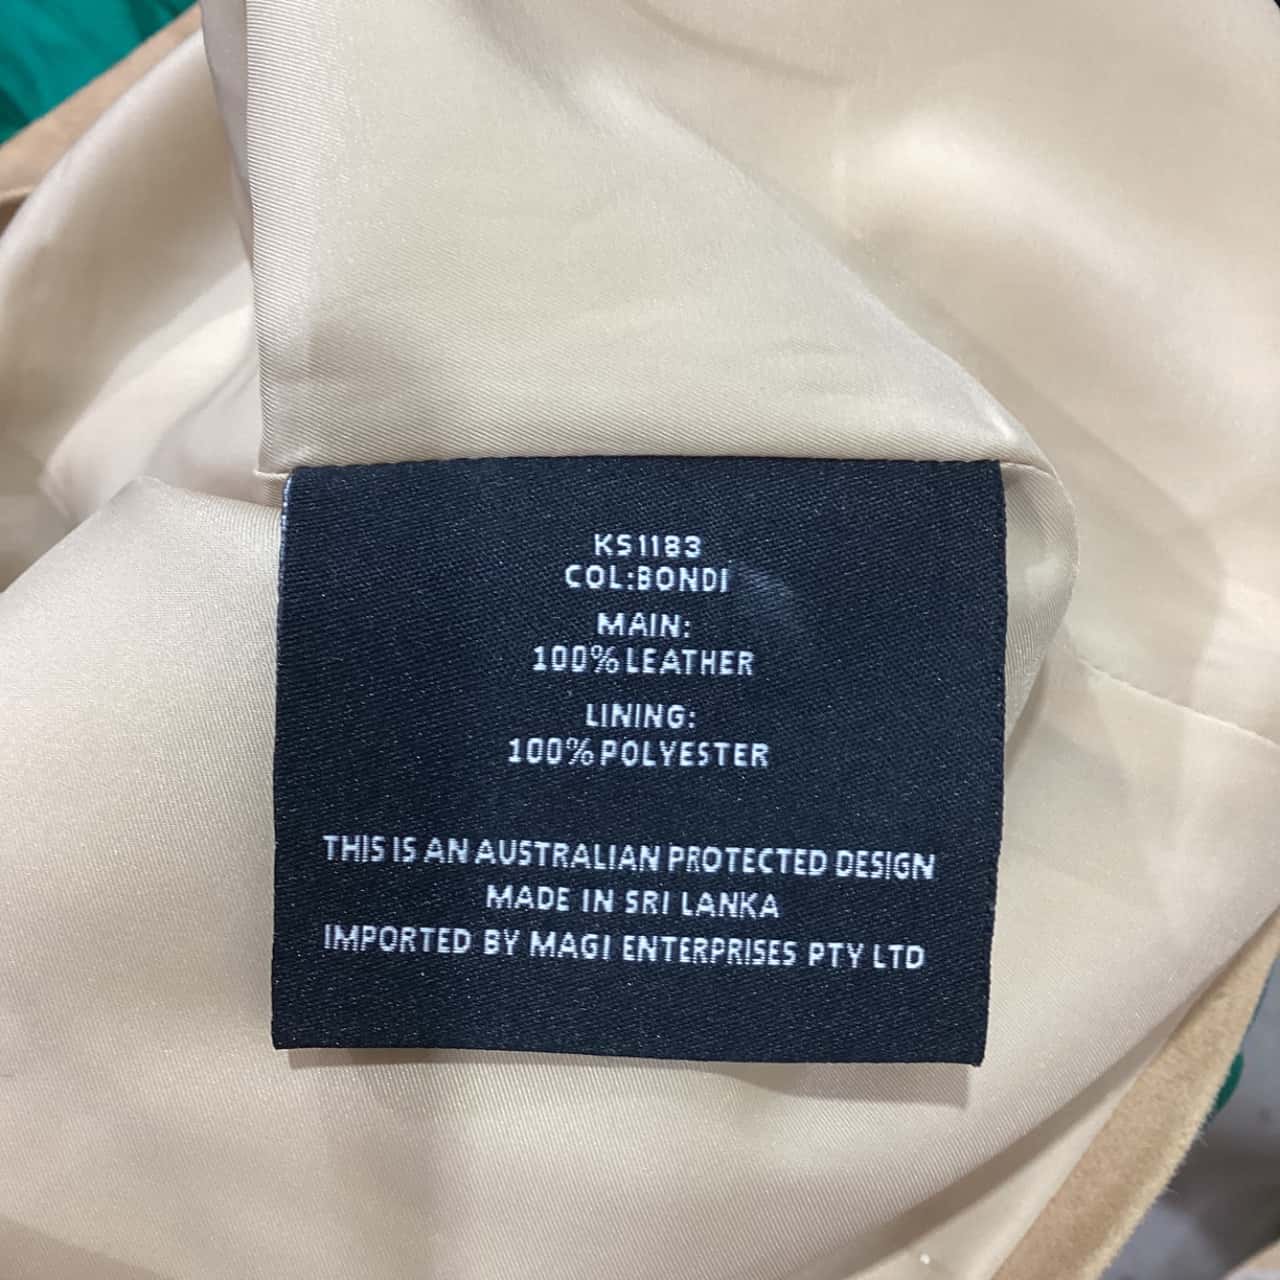 KS1183
COL:BONDI
MAIN:
100% LEATHER
LINING:
100% POLYESTER
THIS IS AN AUSTRALIAN PROTECTED DESIGN
MADE IN SRI LANKA
IMPORTED BY MAGI ENTERPRISES PTY LTD